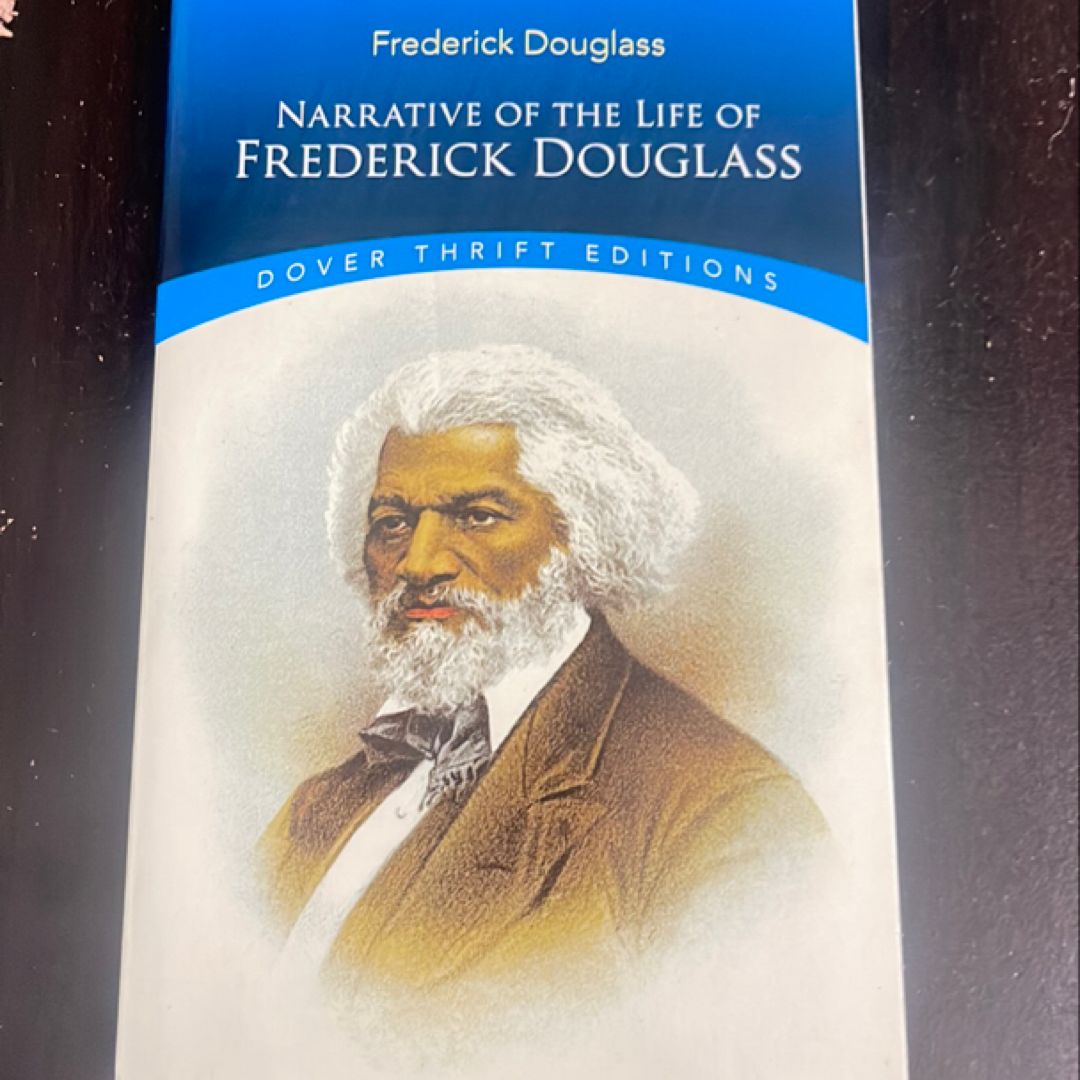 Frederick Douglass
NARRATIVE OF THE LIFE OF
FREDERICK DOUGLASS
DOVER THRIFT EDITIONS